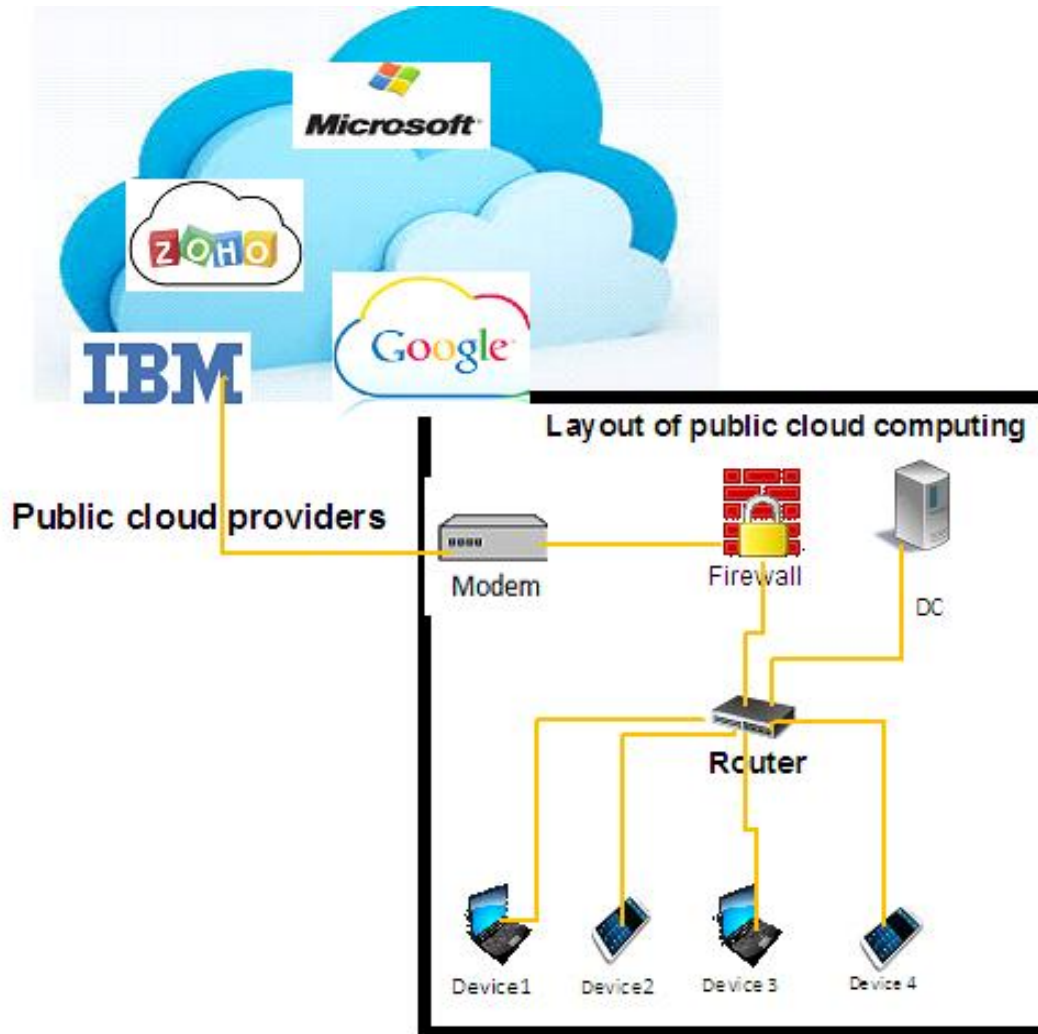 Microsoft
ZOHO
Google
IBM
Layout of public cloud computing
Public cloud providers
Modem
Firewall
DC
Router
Device1
Device2
Device 3
Device 4